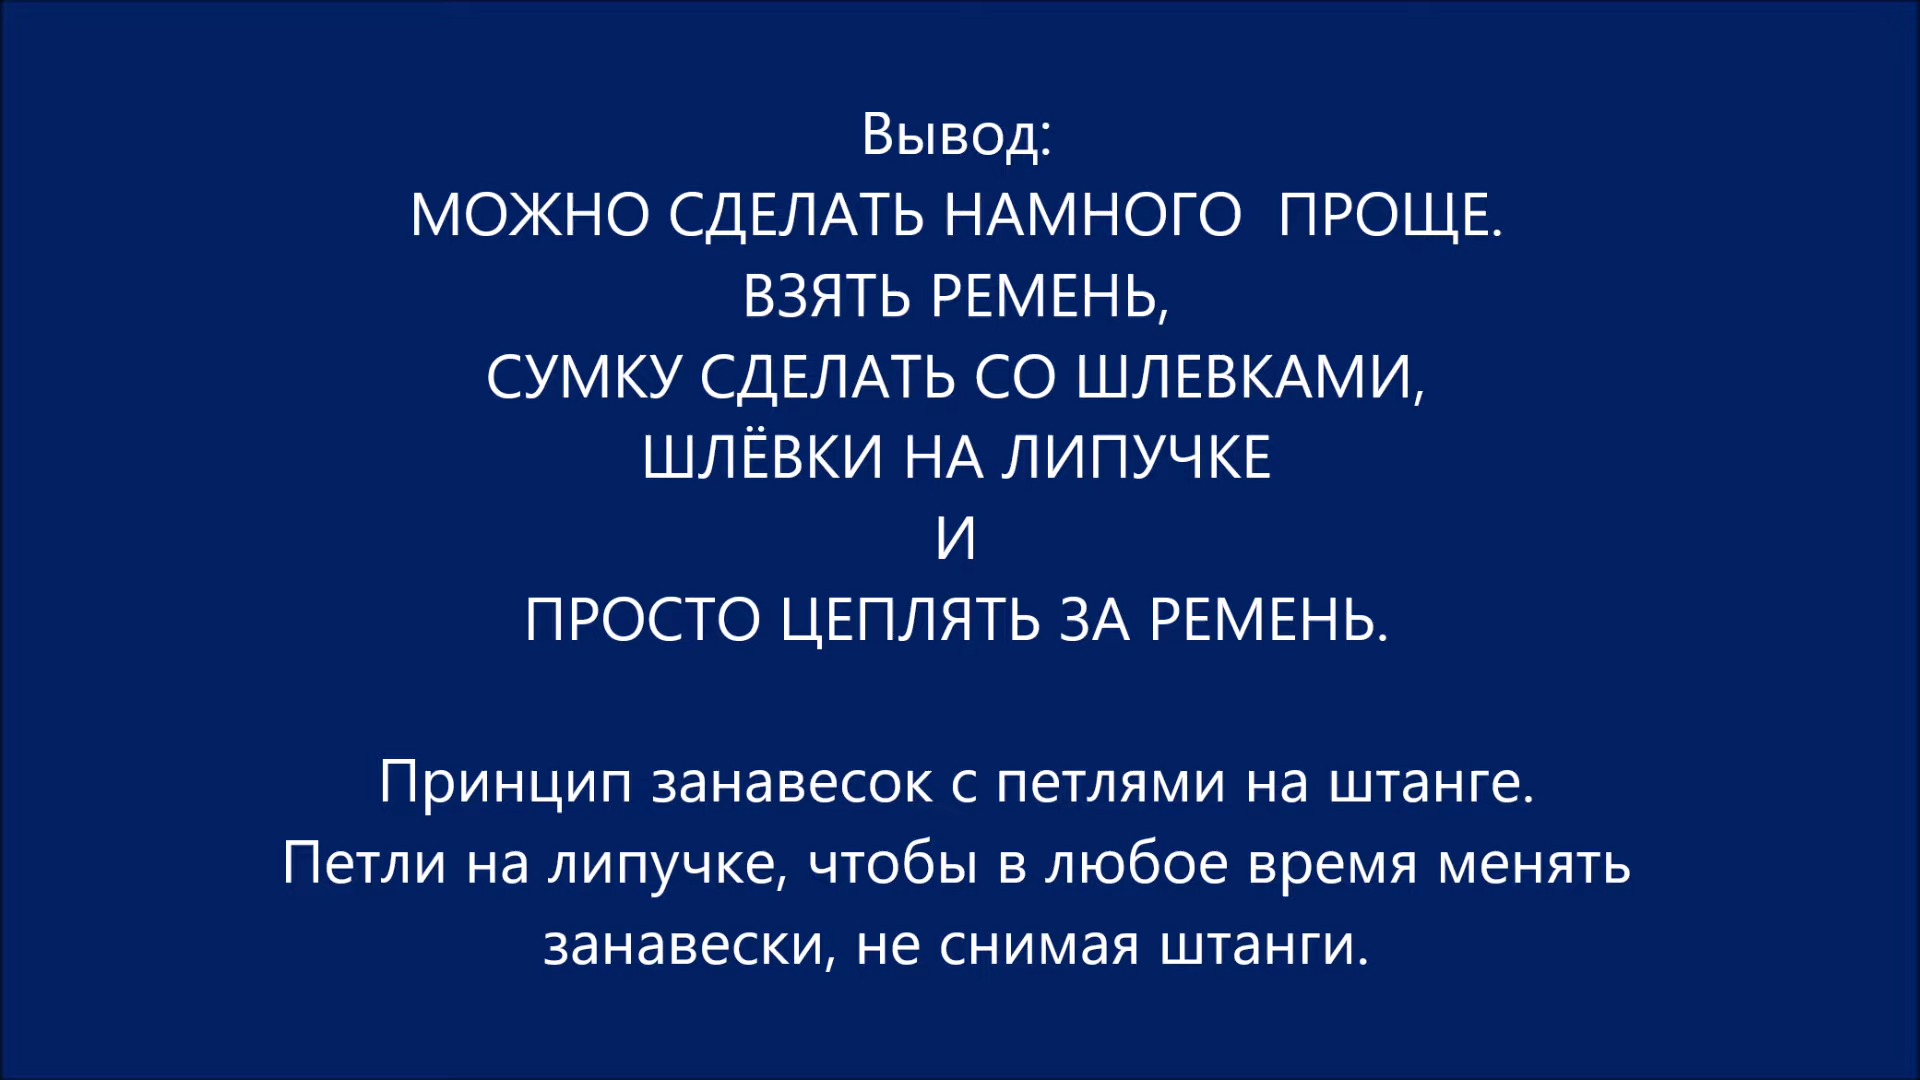 Вывод:
МОЖНО СДЕЛАТЬ НАМНОГО  ПРОЩЕ.
ВЗЯТЬ РЕМЕНЬ,
СУМКУ СДЕЛАТЬ СО ШЛЕВКАМИ,
ШЛЁВКИ НА ЛИПУЧКЕ
И
ПРОСТО ЦЕПЛЯТЬ ЗА РЕМЕНЬ.
Принцип занавесок с петлями на штанге.
Петли на липучке, чтобы в любое время менять
занавески, не снимая штанги.